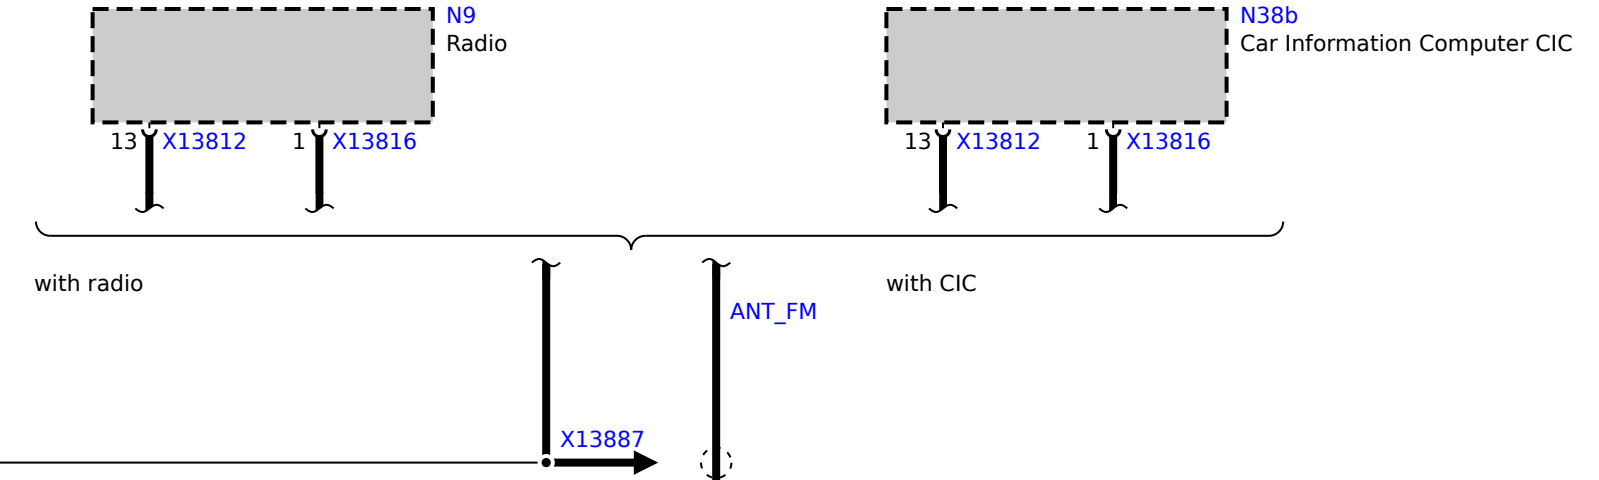 N9
Radio
N38b
Car Information Computer CIC
13 X13812
1 X13816
13 X13812
1 X13816
with radio
with CIC
ANT_FM
X13887